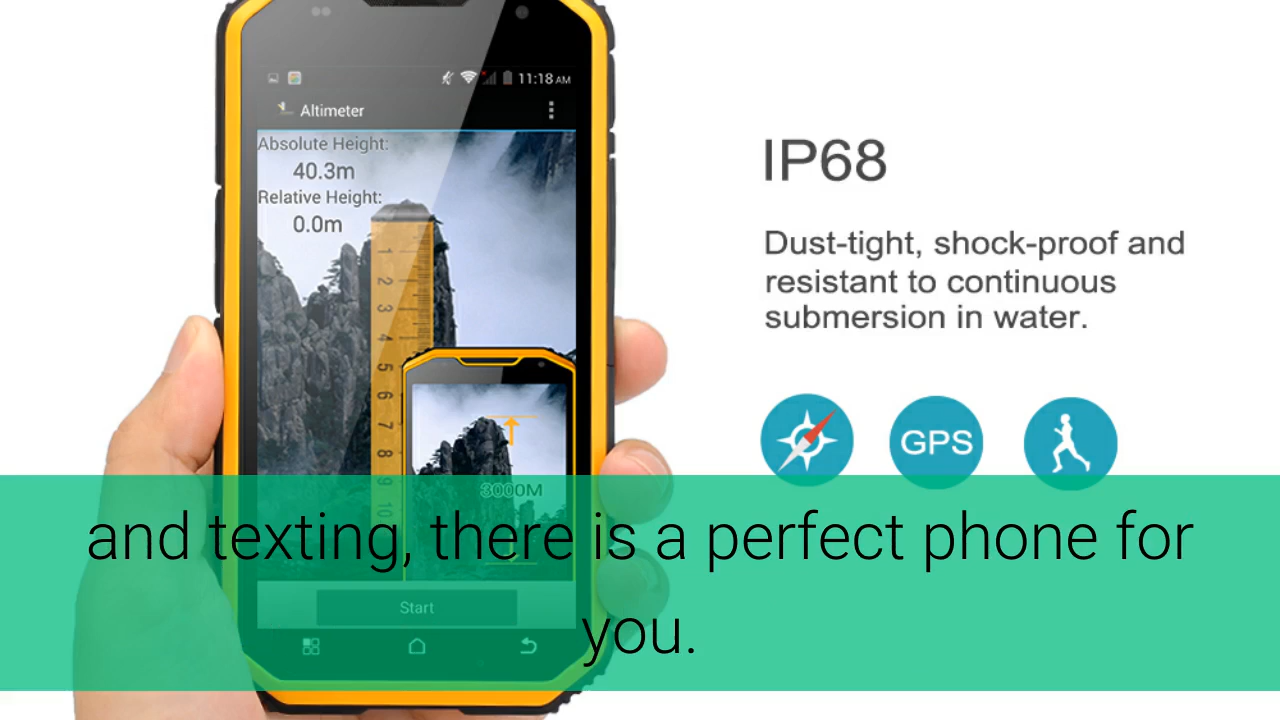 11:18 AM
Altimeter
Absolute Height:
40.3m
Relative Height:
0.0m
1
2
3
4
5
6
7
8
9
10
3000M
Start
IP68
Dust-tight, shock-proof and
resistant to continuous
submersion in water.
GPS
and texting, there is a perfect phone for
you.